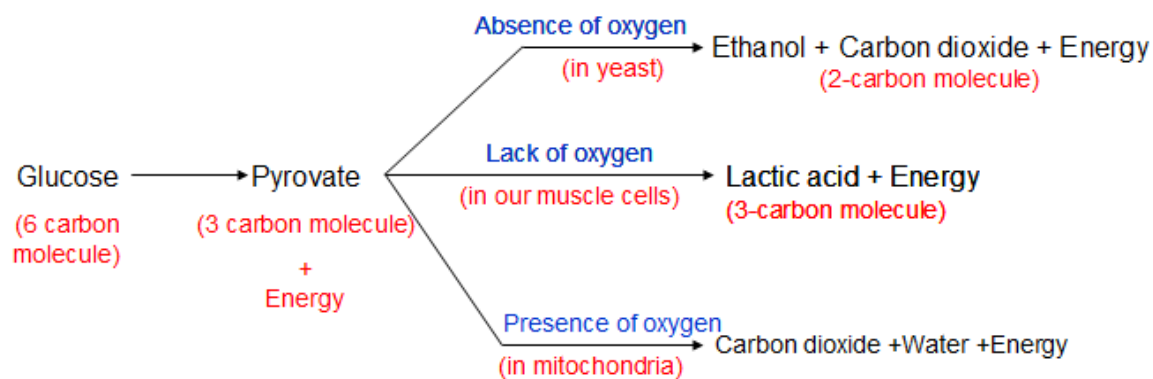 Absence of oxygen
(in yeast)
Ethanol + Carbon dioxide + Energy
(2-carbon molecule)
Glucose
(6 carbon
molecule)
Pyrovate
(3 carbon molecule)
+
Energy
Lack of oxygen
(in our muscle cells)
Lactic acid + Energy
(3-carbon molecule)
Presence of oxygen
(in mitochondria)
Carbon dioxide +Water +Energy